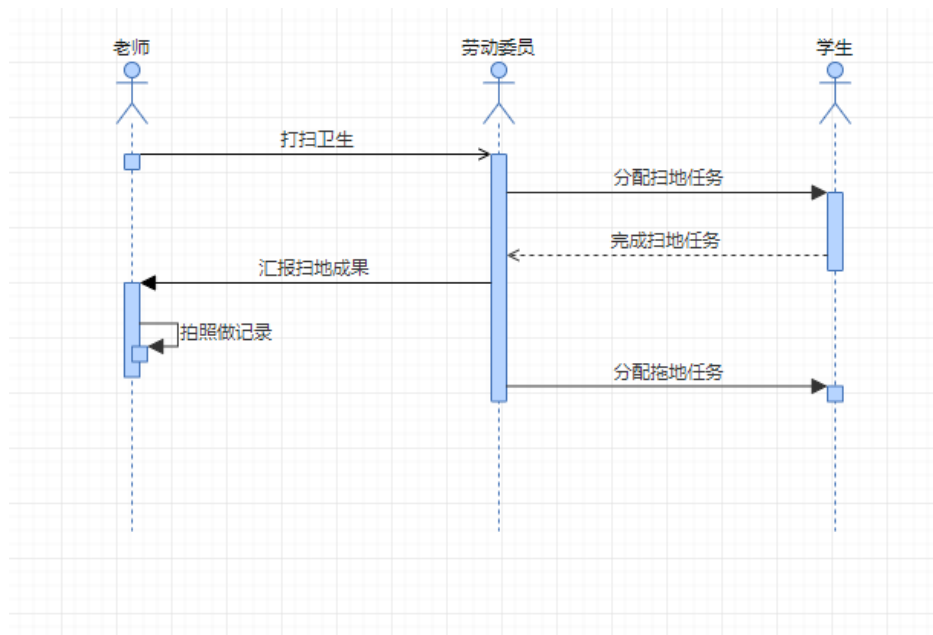 老师
劳动委员
学生
打扫卫生
分配扫地任务
完成扫地任务
汇报扫地成果
拍照做记录
分配拖地任务